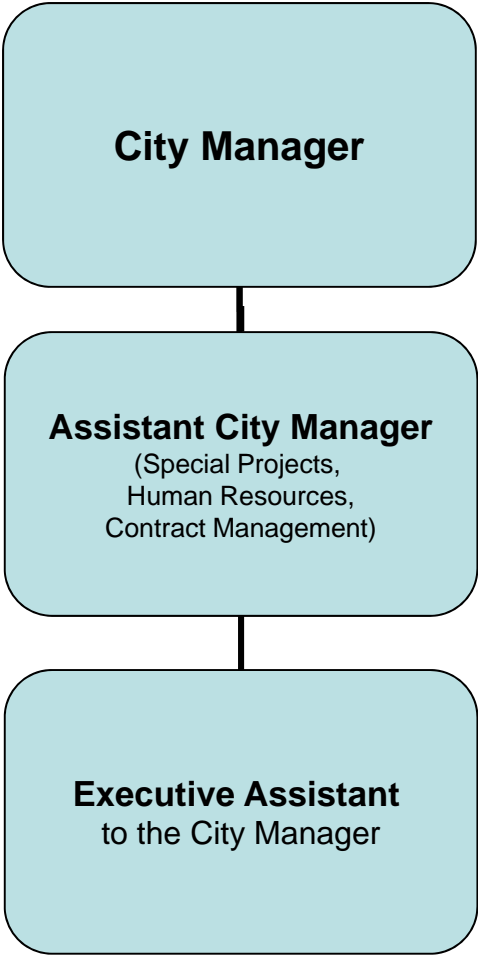 City Manager
Assistant City Manager
(Special Projects,
Human Resources,
Contract Management)
Executive Assistant
to the City Manager